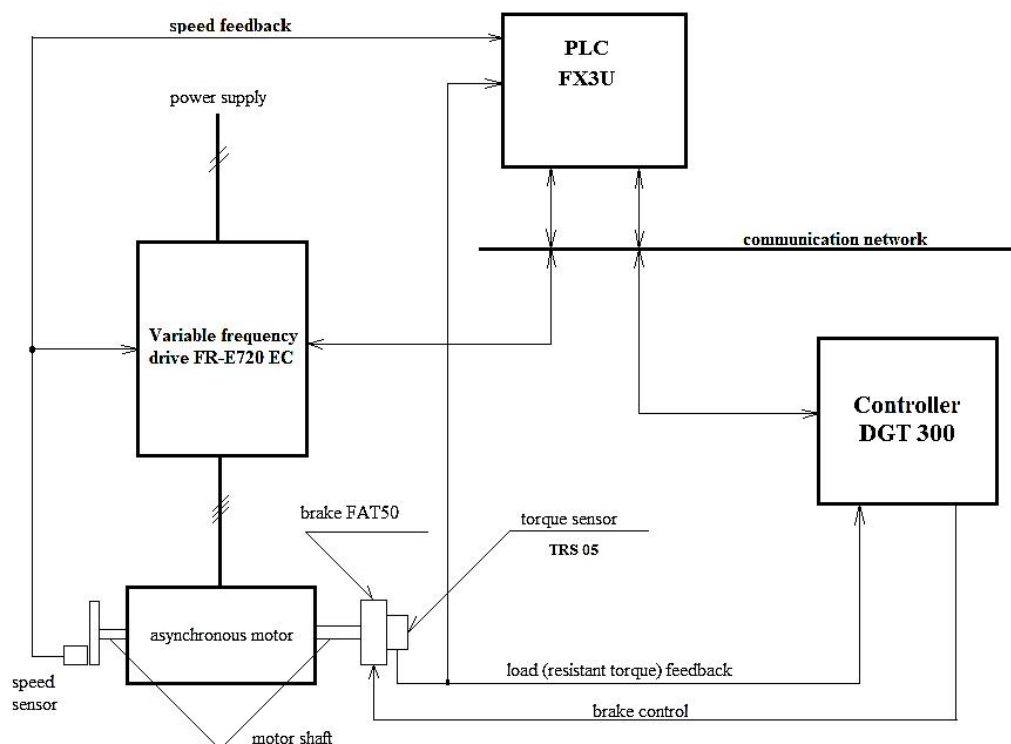 speed feedback
PLC
FX3U
power supply
communication network
Variable frequency
drive FR-E720 EC
Controller
DGT 300
brake FAT50
torque sensor
TRS 05
asynchronous motor
load (resistant torque) feedback
speed
sensor
brake control
motor shaft